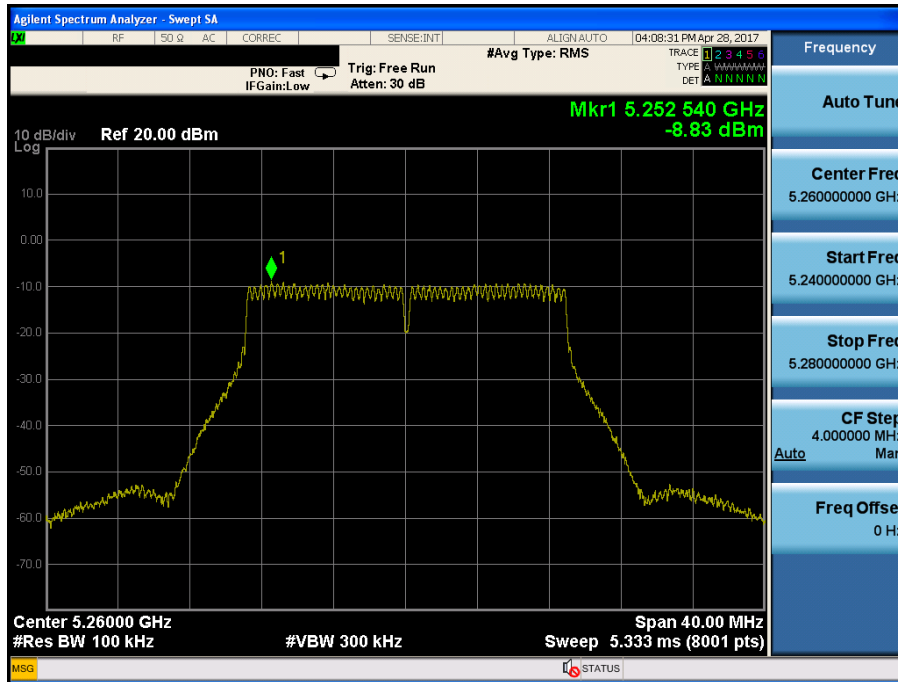 Agilent Spectrum Analyzer - Swept SA
LXI RF 50 Ω AC CORREC SENSE:INT ALIGN AUTO 04:08:31 PM Apr 28, 2017
#Avg Type: RMS
TRACE 1 2 3 4 5 6
TYPE A WWWWW
DET A N N N N N
PNO: Fast
IFGain:Low
Trig: Free Run
Atten: 30 dB
Mkr1 5.252 540 GHz
-8.83 dBm
10 dB/div Ref 20.00 dBm
Log
10.0
0.00
-10.0
-20.0
-30.0
-40.0
-50.0
-60.0
-70.0
1
Center 5.26000 GHz Span 40.00 MHz
#Res BW 100 kHz #VBW 300 kHz Sweep 5.333 ms (8001 pts)
MSG STATUS
Frequency
Auto Tune
Center Freq
5.260000000 GHz
Start Freq
5.240000000 GHz
Stop Freq
5.280000000 GHz
CF Step
4.000000 MHz
Auto Man
Freq Offset
0 Hz